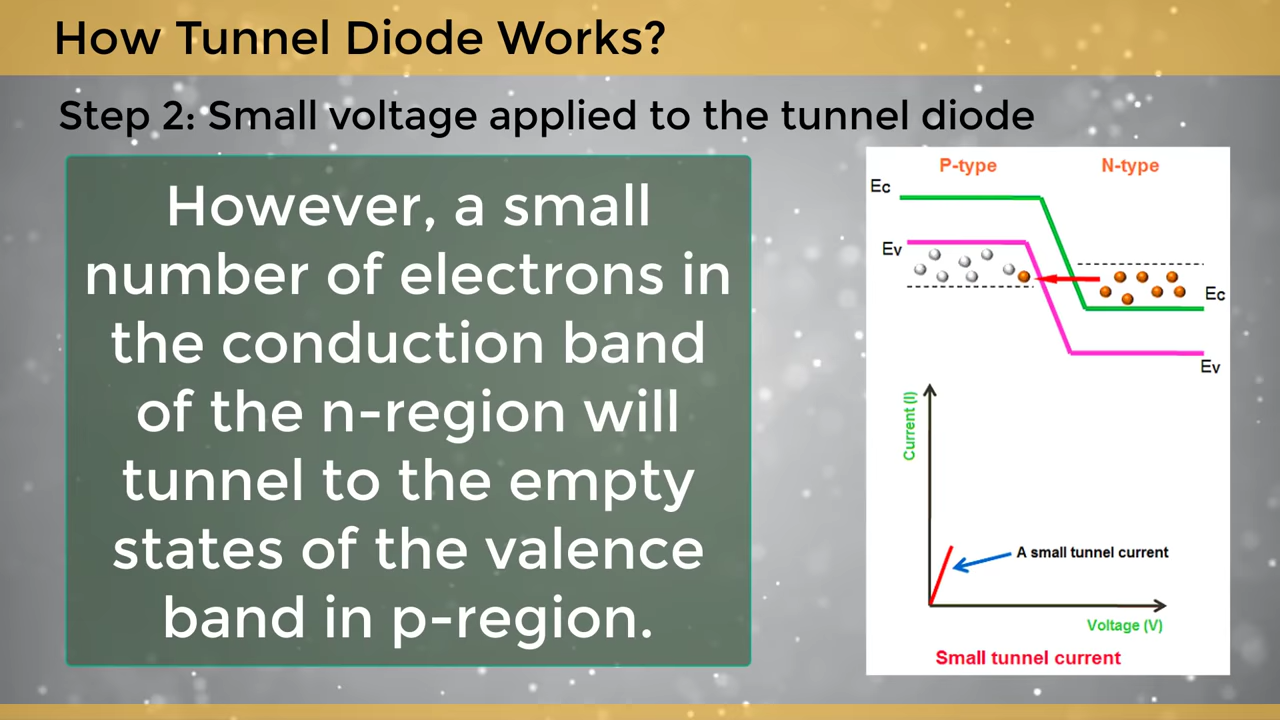 How Tunnel Diode Works?
Step 2: Small voltage applied to the tunnel diode
However, a small
number of electrons in
the conduction band
of the n-region will
tunnel to the empty
states of the valence
band in p-region.
P-type N-type
Ec
Ev
Ec
Ev
Current (I)
A small tunnel current
Voltage (V)
Small tunnel current